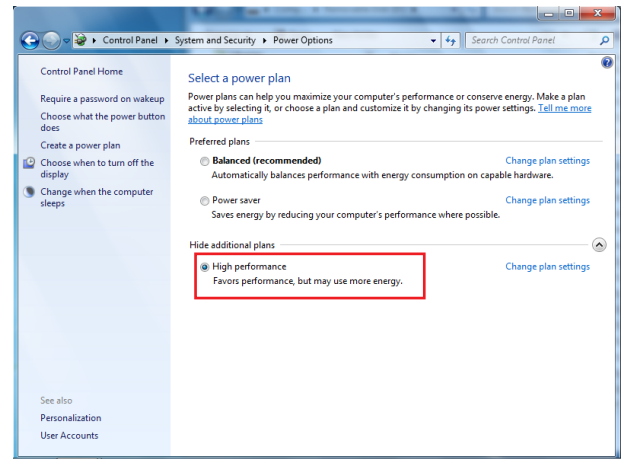 Control Panel ▸ System and Security ▸ Power Options
Search Control Panel
Control Panel Home
Require a password on wakeup
Choose what the power button
does
Create a power plan
Choose when to turn off the
display
Change when the computer
sleeps
See also
Personalization
User Accounts
Select a power plan
Power plans can help you maximize your computer's performance or conserve energy. Make a plan
active by selecting it, or choose a plan and customize it by changing its power settings. Tell me more
about power plans
Preferred plans
Balanced (recommended) Change plan settings
Automatically balances performance with energy consumption on capable hardware.
Power saver Change plan settings
Saves energy by reducing your computer's performance where possible.
Hide additional plans
High performance Change plan settings
Favors performance, but may use more energy.